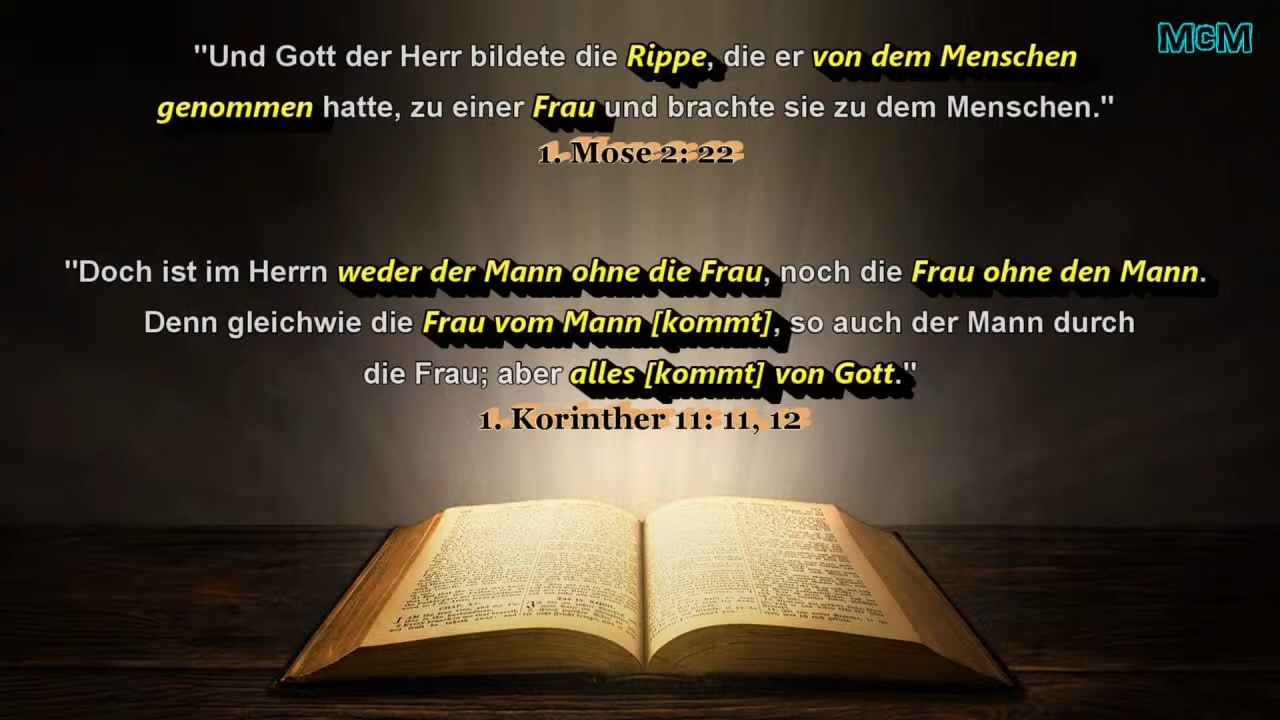 "Und Gott der Herr bildete die Rippe, die er von dem Menschen
genommen hatte, zu einer Frau und brachte sie zu dem Menschen."
1. Mose 2: 22
"Doch ist im Herrn weder der Mann ohne die Frau, noch die Frau ohne den Mann.
Denn gleichwie die Frau vom Mann [kommt], so auch der Mann durch
die Frau; aber alles [kommt] von Gott."
1. Korinther 11: 11, 12
McM